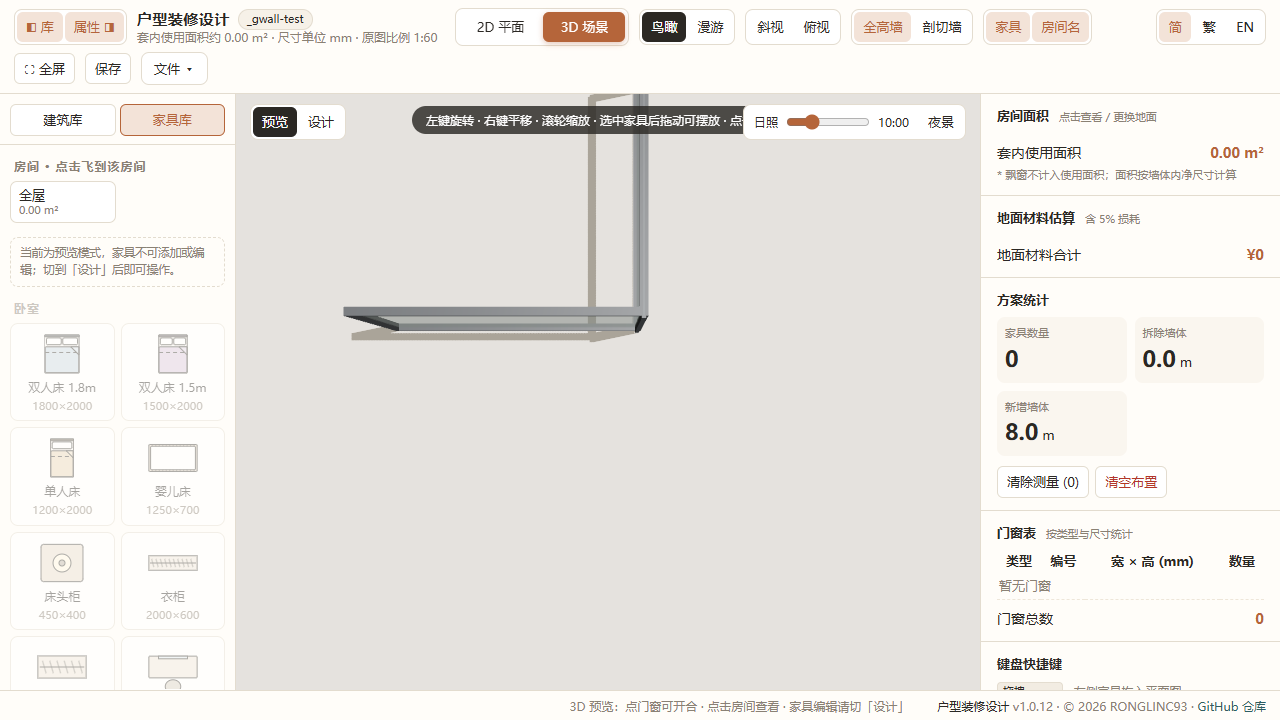 ◧ 库
属性 ◨
户型装修设计
_gwall-test
套内使用面积约 0.00 m² · 尺寸单位 mm · 原图比例 1:60
2D 平面
3D 场景
鸟瞰
漫游
斜视
俯视
全高墙
剖切墙
家具
房间名
简
繁
EN
⛶ 全屏
保存
文件 ▾
建筑库
家具库
房间 • 点击飞到该房间
全屋
0.00 m²
当前为预览模式，家具不可添加或编
辑；切到「设计」后即可操作。
卧室
双人床 1.8m
1800×2000
双人床 1.5m
1500×2000
单人床
1200×2000
婴儿床
1250×700
床头柜
450×400
衣柜
2000×600
预览
设计
左键旋转 · 右键平移 · 滚轮缩放 · 选中家具后拖动可摆放 · 点
日照
10:00
夜景
房间面积 点击查看 / 更换地面
套内使用面积
0.00 m²
* 飘窗不计入使用面积；面积按墙体内净尺寸计算
地面材料估算 含 5% 损耗
地面材料合计
¥0
方案统计
家具数量
0
拆除墙体
0.0 m
新增墙体
8.0 m
清除测量 (0)
清空布置
门窗表 按类型与尺寸统计
类型 编号 宽 × 高 (mm) 数量
暂无门窗
门窗总数
0
键盘快捷键
3D 预览：点门窗可开合 · 点击房间查看 · 家具编辑请切「设计」
户型装修设计 v1.0.12 · © 2026 RONGLINC93 · GitHub 仓库